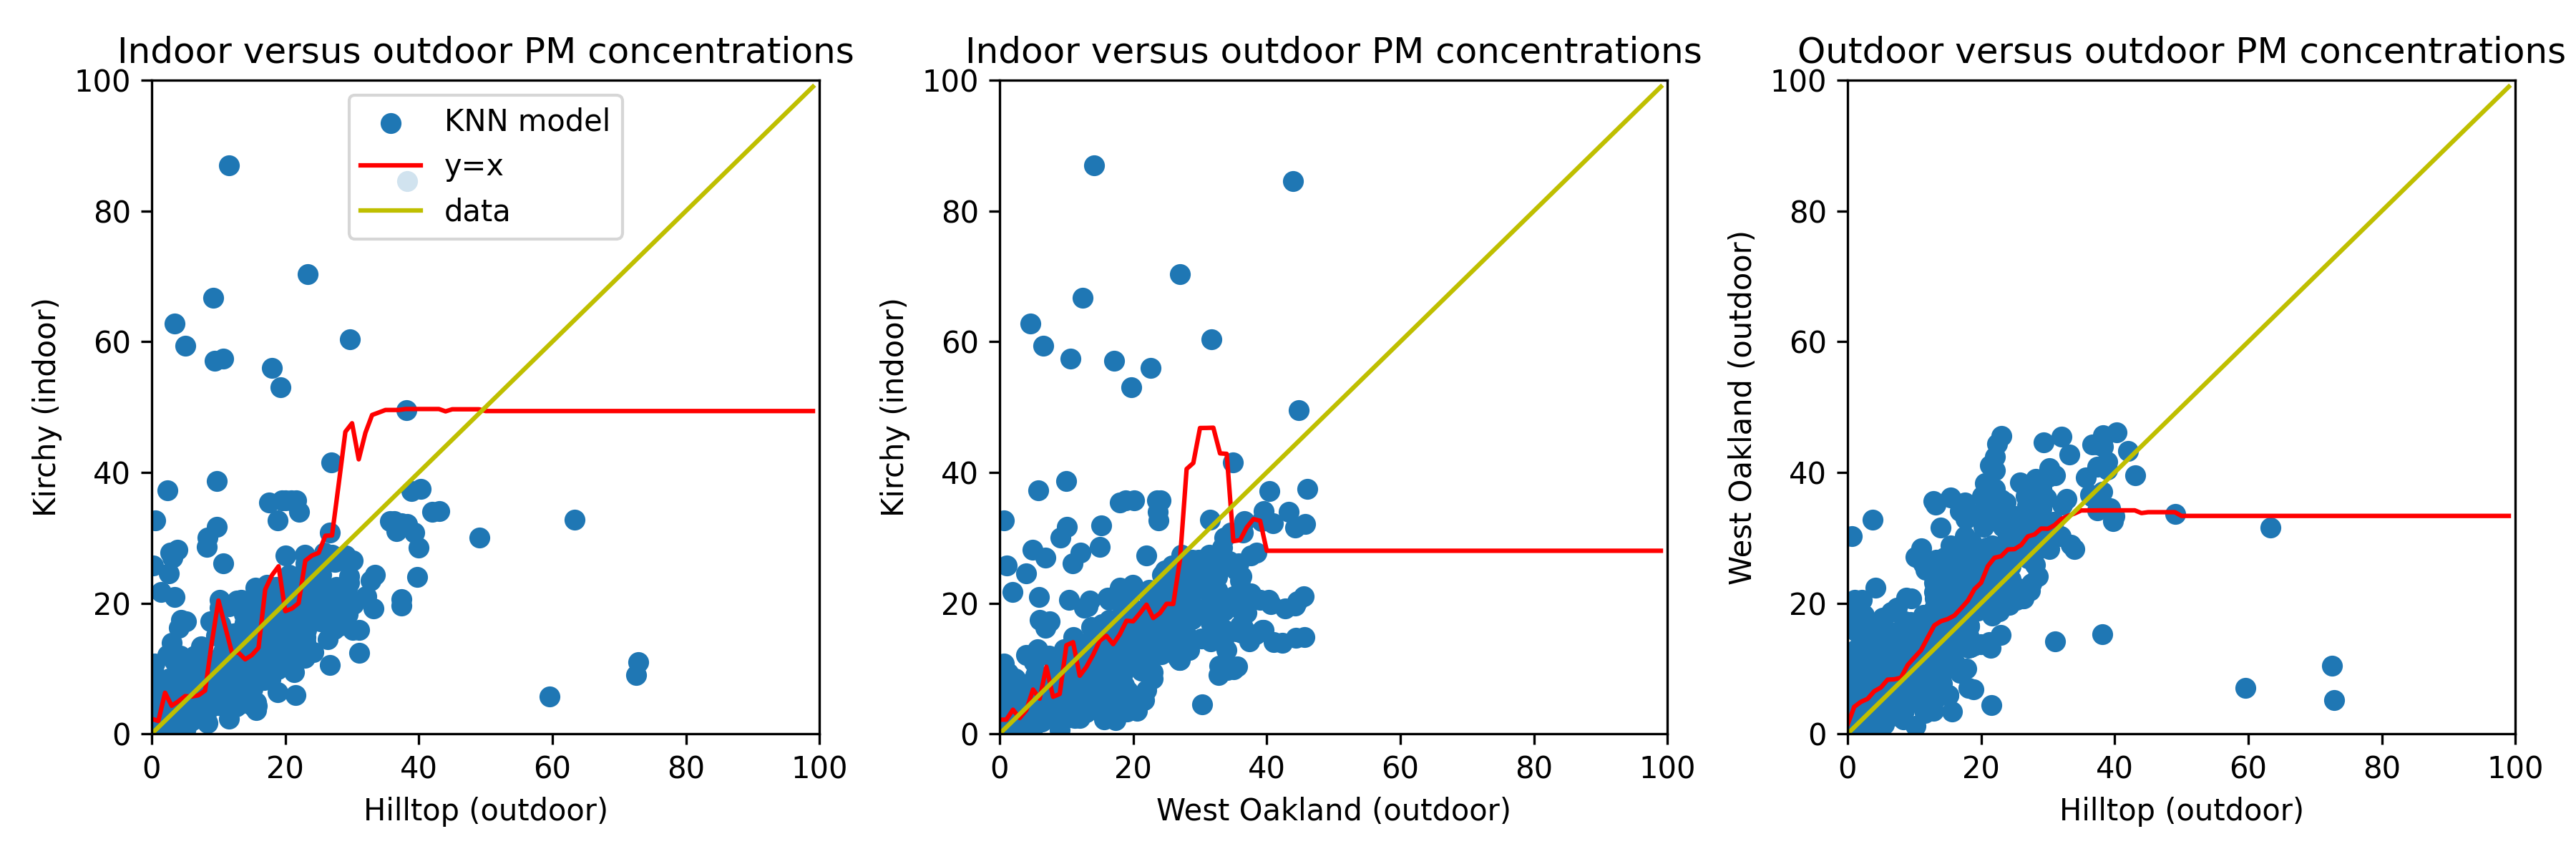 Indoor versus outdoor PM concentrations
100
80
60
40
20
0
Kirchy (indoor)
KNN model
y=x
data
0 20 40 60 80 100
Hilltop (outdoor)
Indoor versus outdoor PM concentrations
100
80
60
40
20
0
Kirchy (indoor)
0 20 40 60 80 100
West Oakland (outdoor)
Outdoor versus outdoor PM concentrations
100
80
60
40
20
0
West Oakland (outdoor)
0 20 40 60 80 100
Hilltop (outdoor)